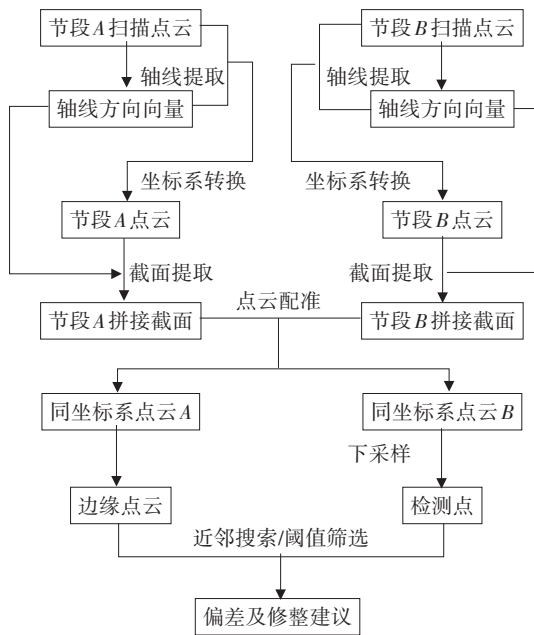 节段A扫描点云
节段B扫描点云
轴线提取
轴线提取
轴线方向向量
轴线方向向量
坐标系转换
坐标系转换
节段A点云
节段B点云
截面提取
截面提取
点云配准
节段A拼接截面
节段B拼接截面
同坐标系点云A
同坐标系点云B
下采样
边缘点云
检测点
近邻搜索/阈值筛选
偏差及修整建议